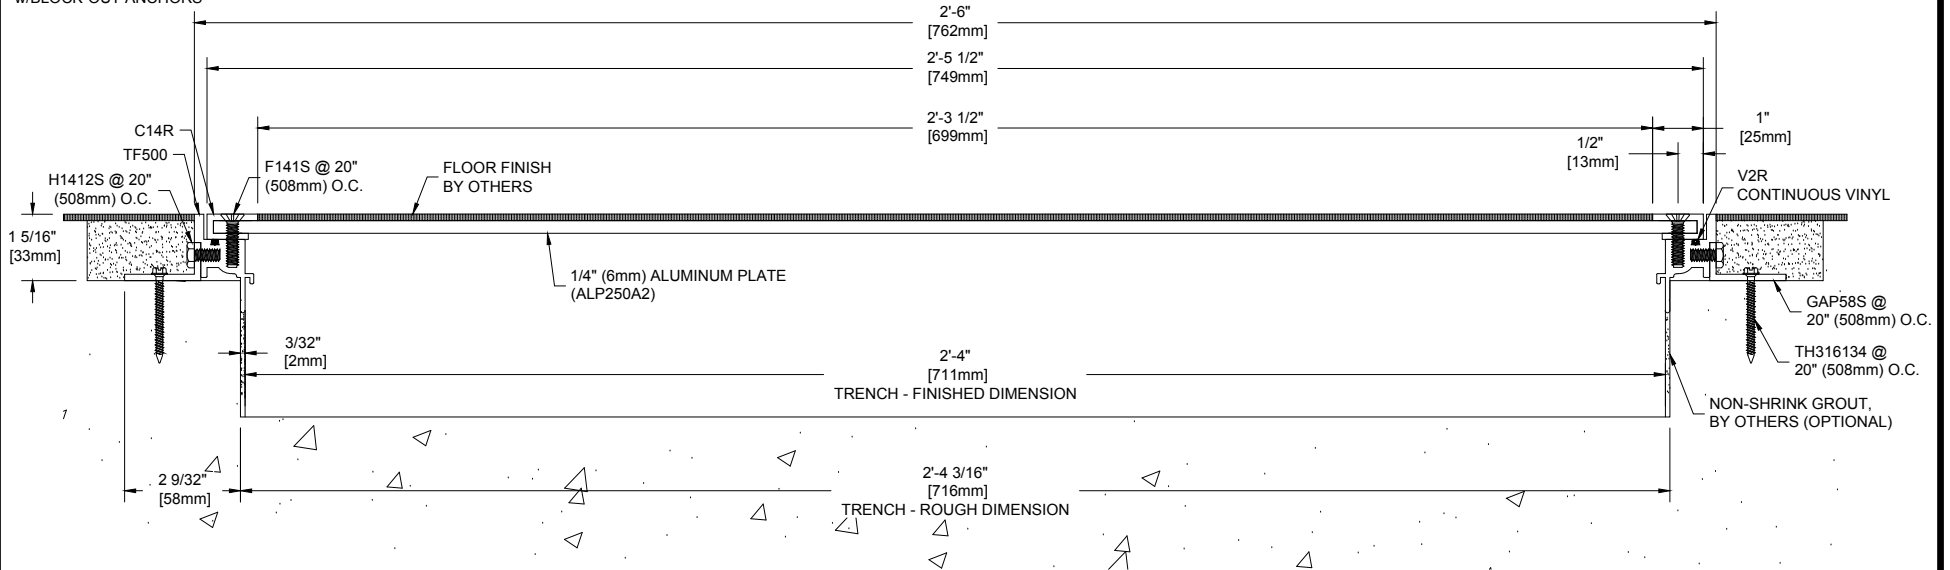 w/BLOCK OUT ANCHORS
2'-6"
[762mm]
2'-5 1/2"
[749mm]
2'-3 1/2"
[699mm]
1"
[25mm]
1/2"
[13mm]
C14R
TF500
H1412S @ 20"
(508mm) O.C.
F141S @ 20"
(508mm) O.C.
FLOOR FINISH
BY OTHERS
V2R
CONTINUOUS VINYL
1 5/16"
[33mm]
1/4" (6mm) ALUMINUM PLATE
(ALP250A2)
GAP58S @
20" (508mm) O.C.
3/32"
[2mm]
2'-4"
[711mm]
TRENCH - FINISHED DIMENSION
TH316134 @
20" (508mm) O.C.
NON-SHRINK GROUT,
BY OTHERS (OPTIONAL)
1
2 9/32"
[58mm]
2'-4 3/16"
[716mm]
TRENCH - ROUGH DIMENSION